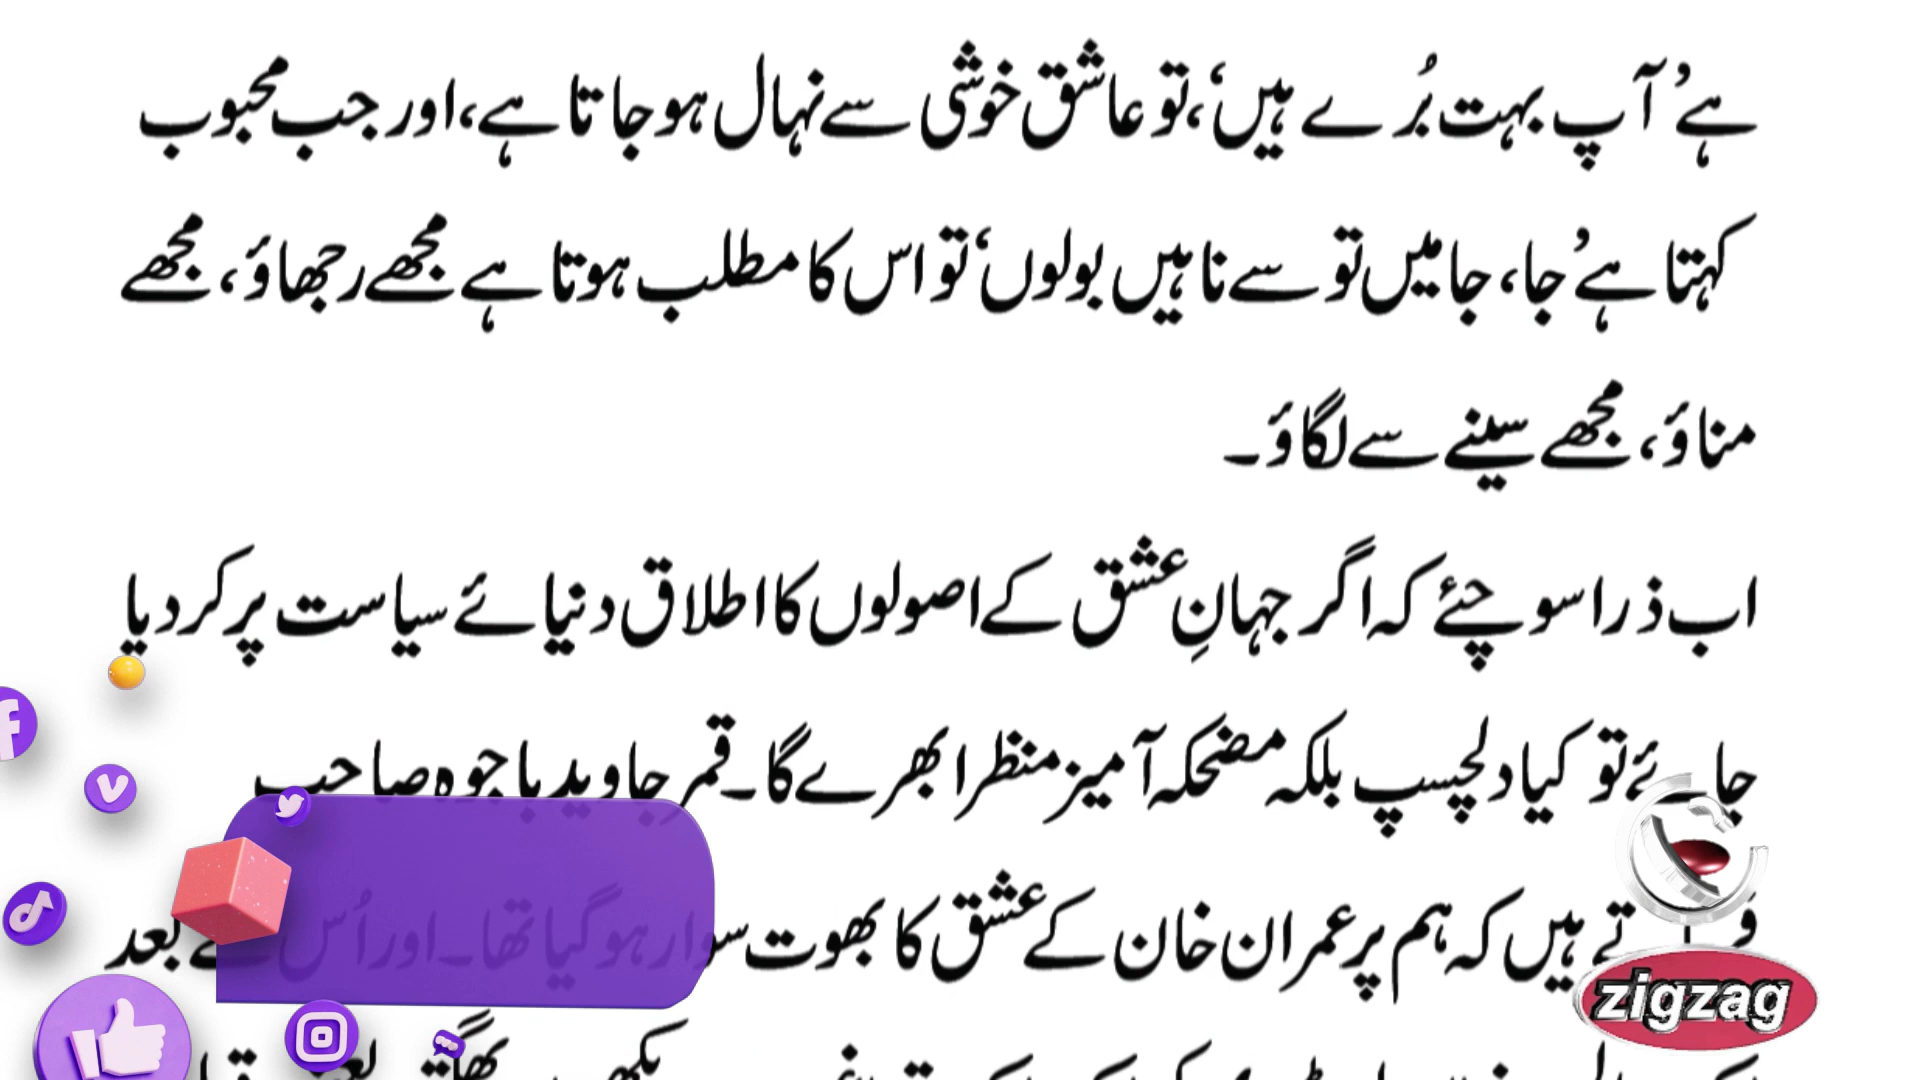 ہے ’آپ بہت بُرے ہیں‘، تو عاشق خوشی سے نہال ہو جاتا ہے، اور جب محبوب
کہتا ہے ’جا، جا میں تو سے ناہیں بولوں‘ تو اس کا مطلب ہوتا ہے مجھے رجھاؤ، مجھے
مناؤ، مجھے سینے سے لگاؤ۔
اب ذرا سوچئے کہ اگر جہانِ عشق کے اصولوں کا اطلاق دنیائے سیاست پر کر دیا
جائے تو کیا دلچسپ بلکہ مضحکہ آمیز منظر ابھرے گا۔ قمر جاوید باجوہ صاحب
ہیں کہ ہم پر عمران خان کے عشق کا بھوت سوار ہو گیا تھا۔ اور اُس کے بعد
zigzag